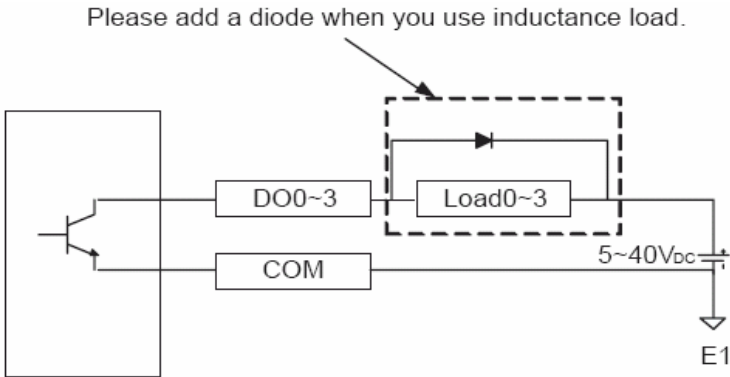 Please add a diode when you use inductance load.
DO0~3
Load0~3
COM
5~40VDC
+
-
E1